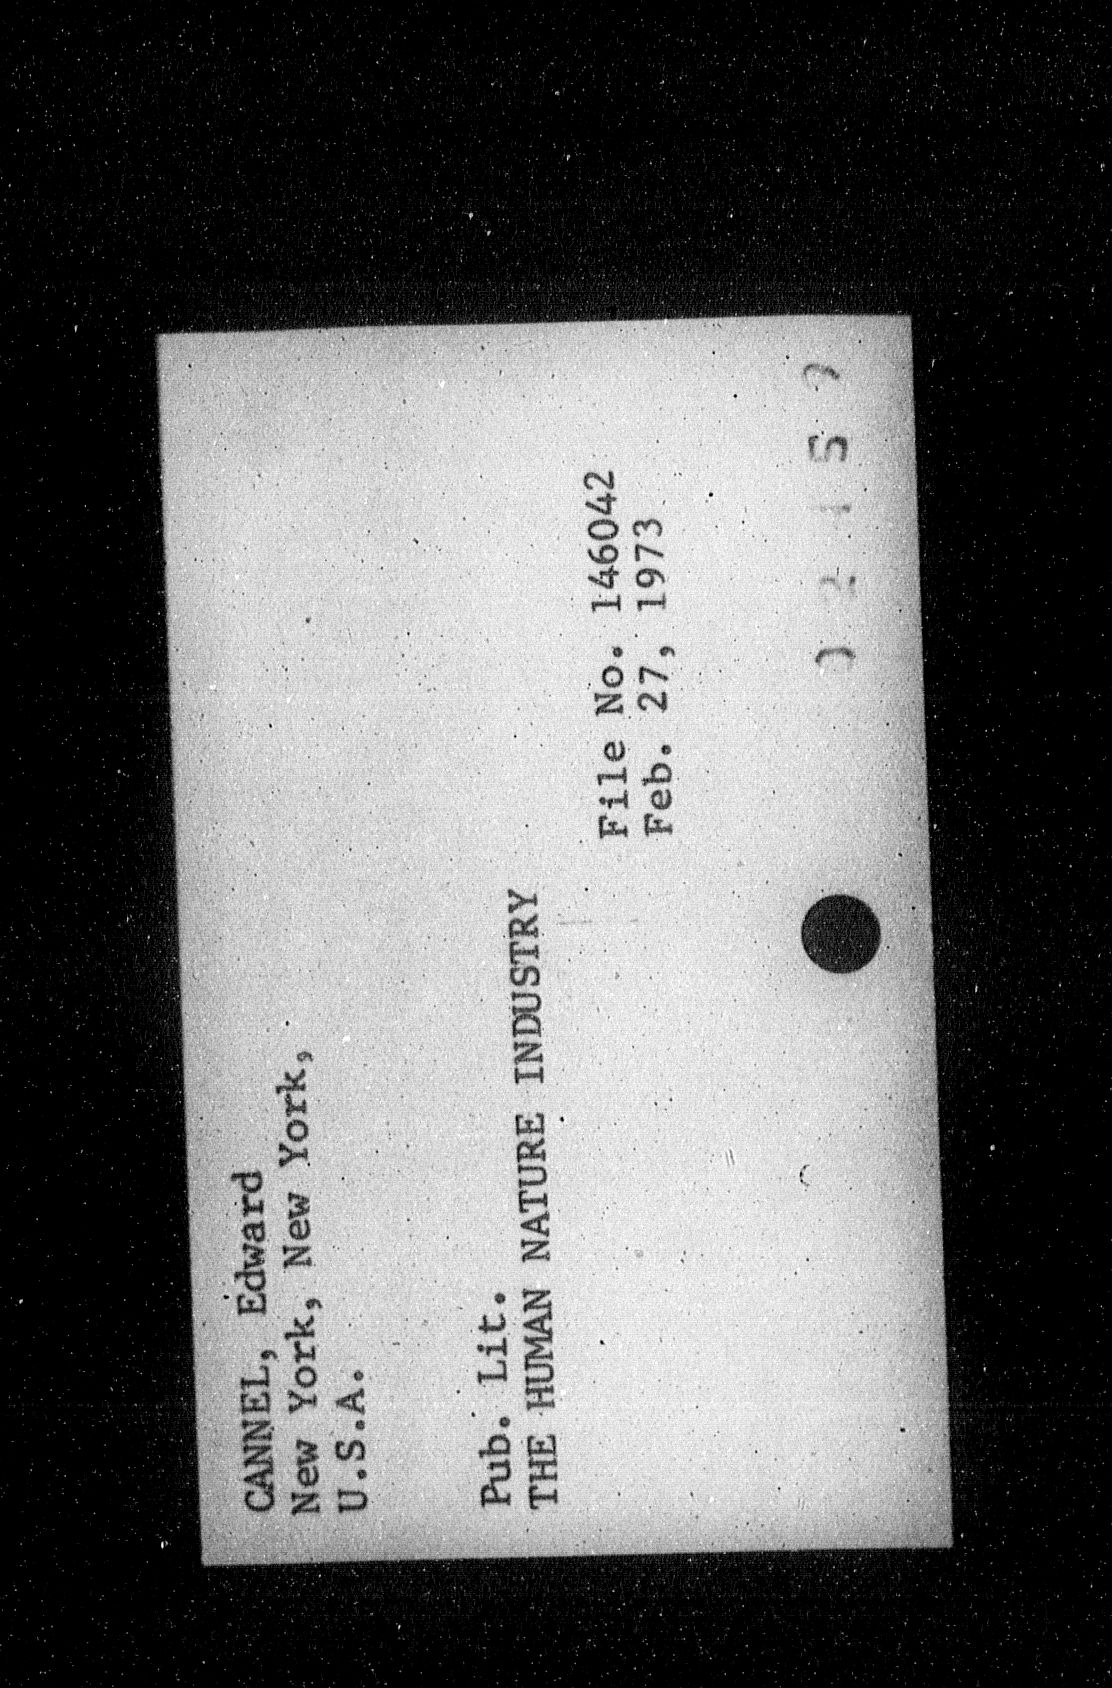 CANNEL, Edward
New York, New York,
U.S.A.
Pub. Lit.
THE HUMAN NATURE INDUSTRY
File No. 146042
Feb. 27, 1973